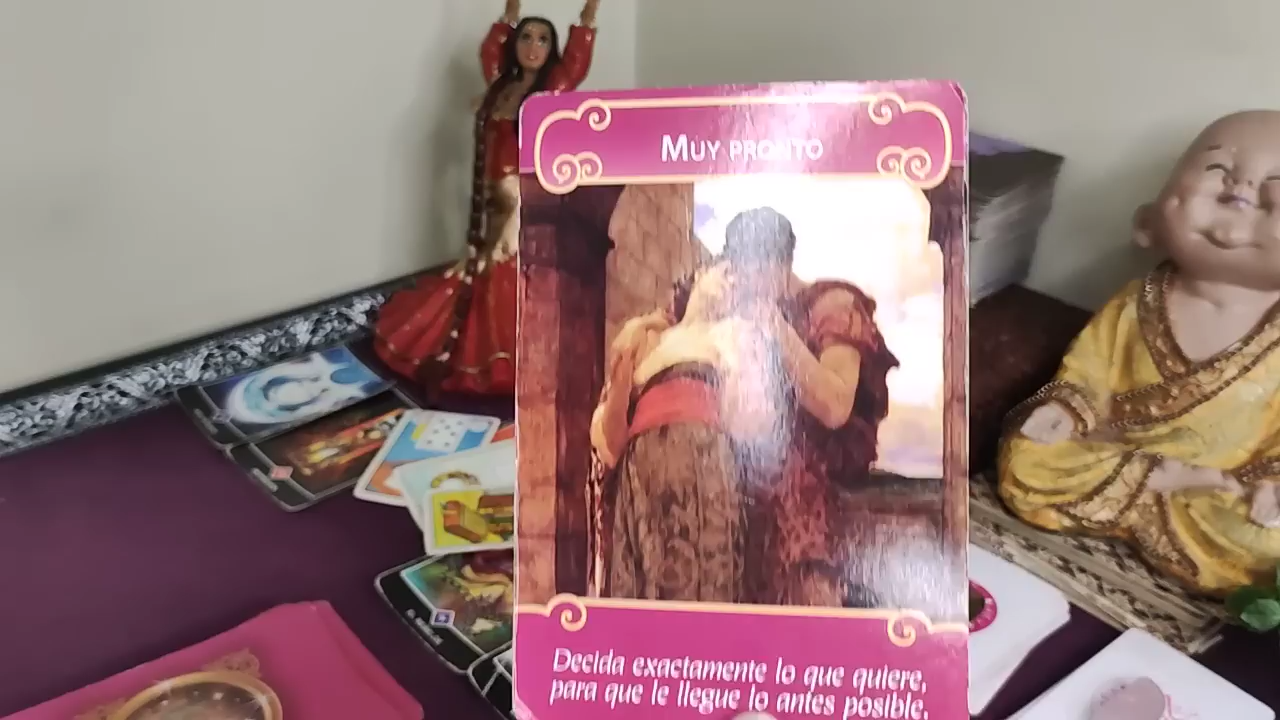 MUY PRONTO
Decida exactamente lo que quiere,
para que le llegue lo antes posible.